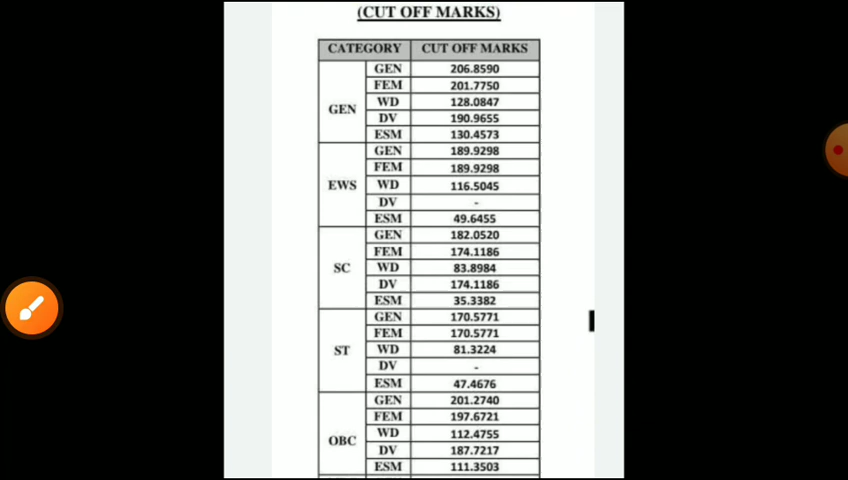 (CUT OFF MARKS)
CATEGORY CUT OFF MARKS
GEN GEN 206.8590
FEM 201.7750
WD 128.0847
DV 190.9655
ESM 130.4573
EWS GEN 189.9298
FEM 189.9298
WD 116.5045
DV -
ESM 49.6455
SC GEN 182.0520
FEM 174.1186
WD 83.8984
DV 174.1186
ESM 35.3382
ST GEN 170.5771
FEM 170.5771
WD 81.3224
DV -
ESM 47.4676
OBC GEN 201.2740
FEM 197.6721
WD 112.4755
DV 187.7217
ESM 111.3503